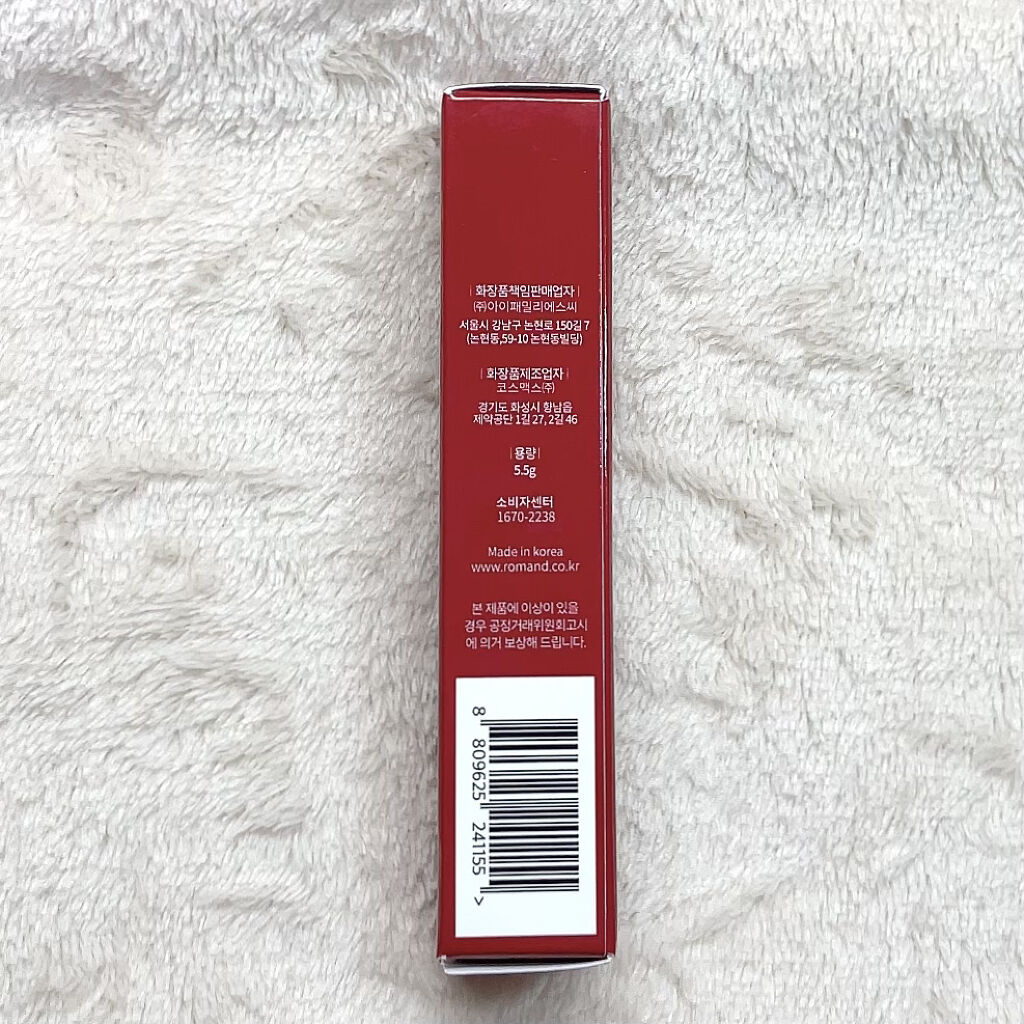 | 화장품책임판매업자 |
㈜아이패밀리에스씨
서울시 강남구 논현로 150길 7
(논현동,59-10 논현동빌딩)
| 화장품제조업자 |
코스맥스㈜
경기도 화성시 향남읍
제약공단 1길 27, 2길 46
| 용량 |
5.5g
소비자센터
1670-2238
Made in korea
www.romand.co.kr
본 제품에 이상이 있을
경우 공정거래위원회고시
에 의거 보상해 드립니다.
8 809625 241155 >